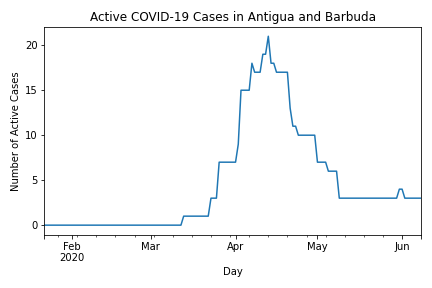 Active COVID-19 Cases in Antigua and Barbuda
Number of Active Cases
20
15
10
5
0
Feb Mar Apr May Jun
2020
Day